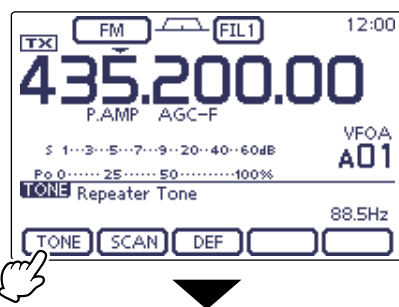 FM FIL1 12:00
TX
435.200.00
P.AMP AGC-F
VFOA
S 1···3···5···7···9··20··40··60dB
A01
Po 0······ 25 ······ 50 ··········100%
TONE Repeater Tone
88.5Hz
TONE SCAN DEF